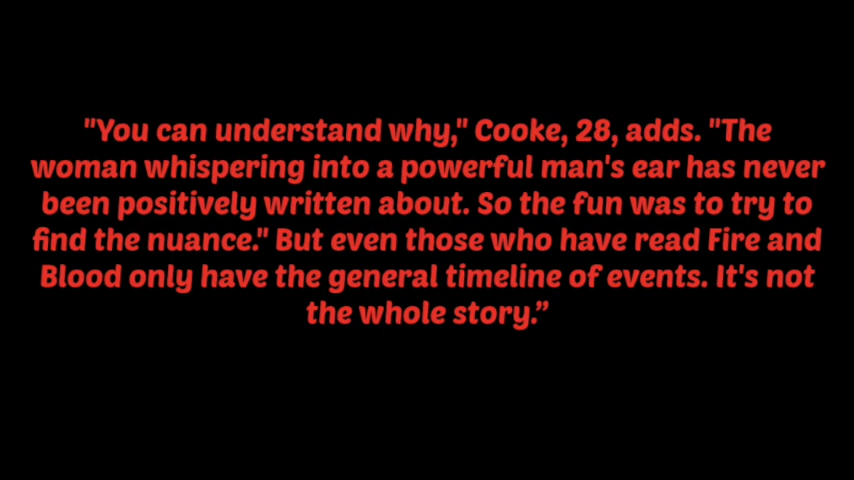 "You can understand why," Cooke, 28, adds. "The
woman whispering into a powerful man's ear has never
been positively written about. So the fun was to try to
find the nuance." But even those who have read Fire and
Blood only have the general timeline of events. It's not
the whole story.”